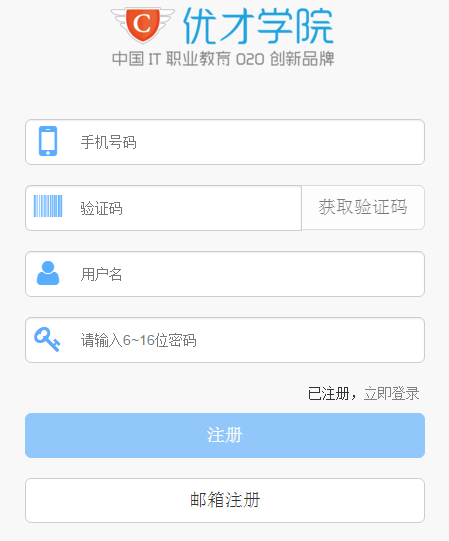 C 优才学院
中国 IT 职业教育 O2O 创新品牌
手机号码
验证码 获取验证码
用户名
请输入6~16位密码
已注册，立即登录
注册
邮箱注册